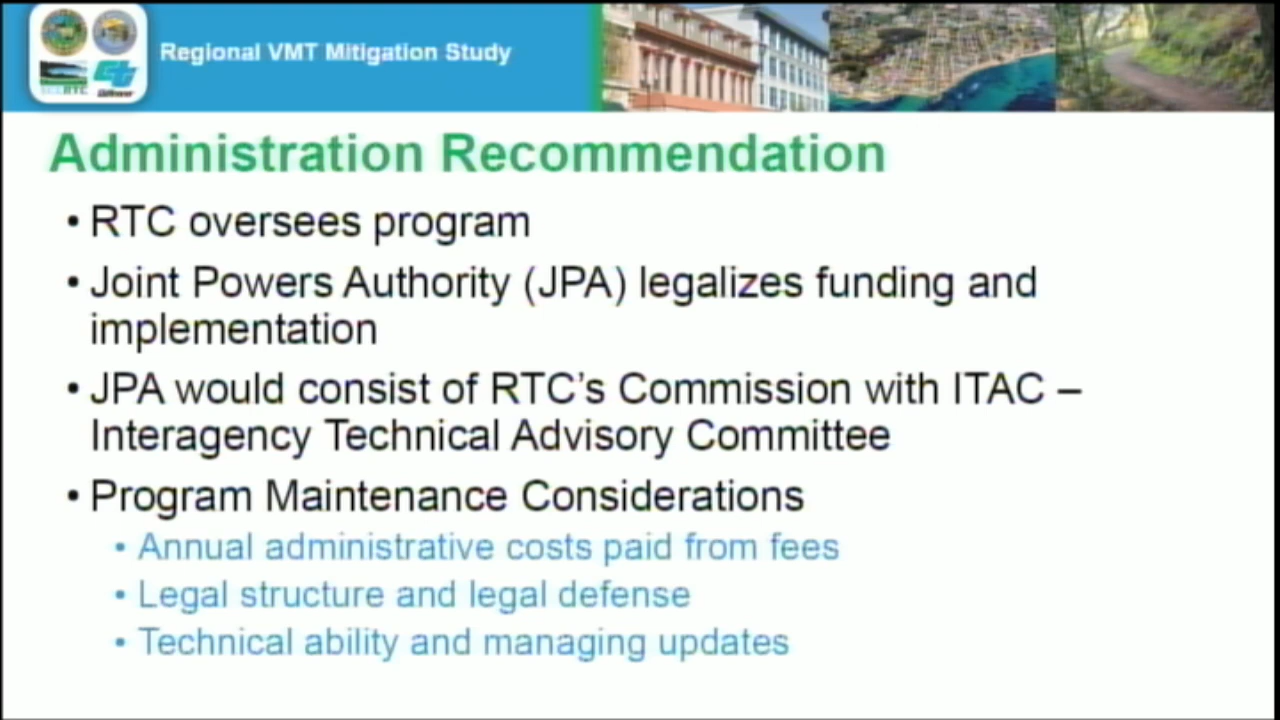 Regional VMT Mitigation Study
Administration Recommendation
• RTC oversees program
• Joint Powers Authority (JPA) legalizes funding and
implementation
• JPA would consist of RTC’s Commission with ITAC –
Interagency Technical Advisory Committee
• Program Maintenance Considerations
• Annual administrative costs paid from fees
• Legal structure and legal defense
• Technical ability and managing updates